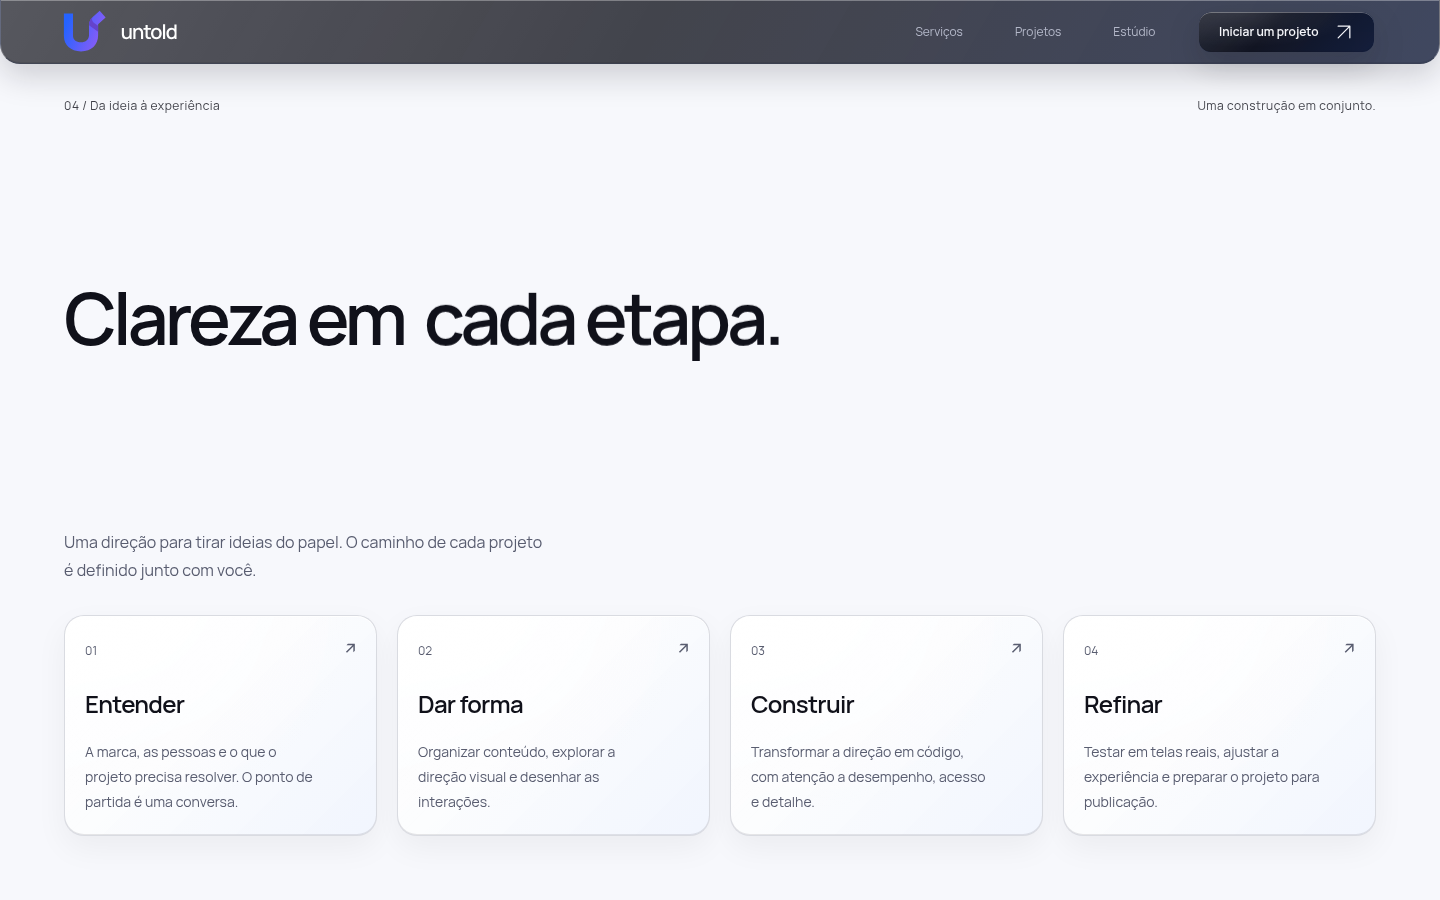 untold
Serviços
Projetos
Estúdio
Iniciar um projeto
04 / Da ideia à experiência
Uma construção em conjunto.
Clareza em cada etapa.
Uma direção para tirar ideias do papel. O caminho de cada projeto
é definido junto com você.
01
Entender
A marca, as pessoas e o que o
projeto precisa resolver. O ponto de
partida é uma conversa.
02
Dar forma
Organizar conteúdo, explorar a
direção visual e desenhar as
interações.
03
Construir
Transformar a direção em código,
com atenção a desempenho, acesso
e detalhe.
04
Refinar
Testar em telas reais, ajustar a
experiência e preparar o projeto para
publicação.